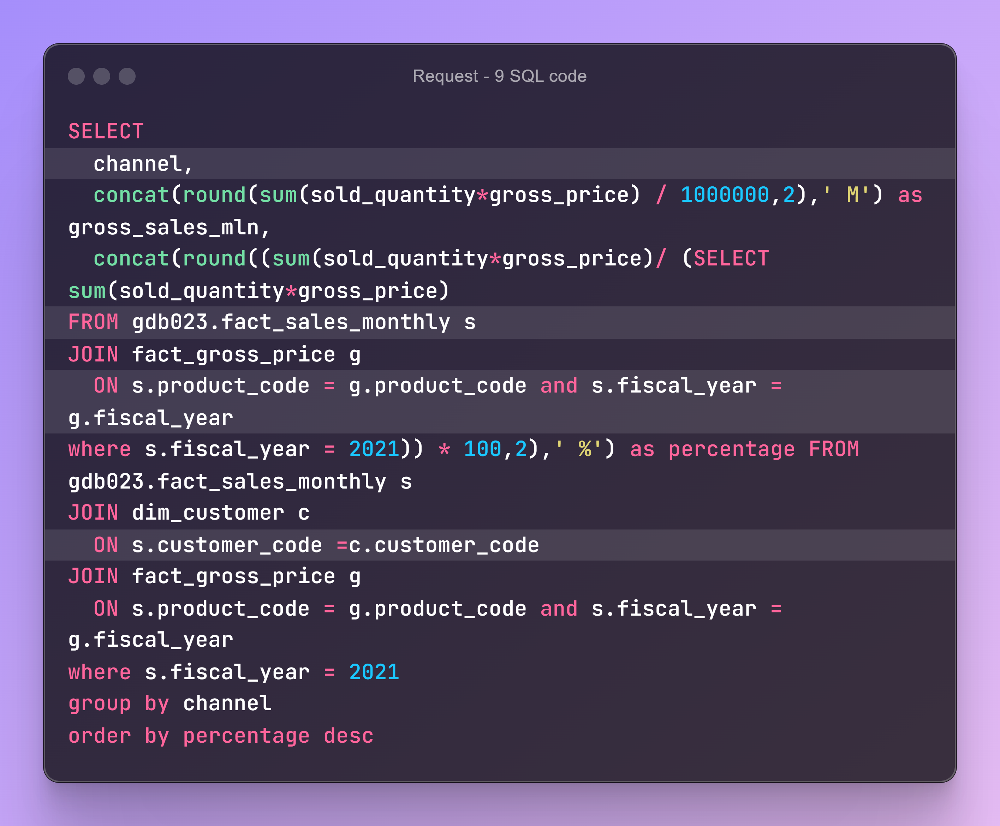 Request - 9 SQL code
SELECT
  channel,
  concat(round(sum(sold_quantity*gross_price) / 1000000,2),' M') as
gross_sales_mln,
  concat(round((sum(sold_quantity*gross_price)/ (SELECT
sum(sold_quantity*gross_price)
FROM gdb023.fact_sales_monthly s
JOIN fact_gross_price g
  ON s.product_code = g.product_code and s.fiscal_year =
g.fiscal_year
where s.fiscal_year = 2021)) * 100,2),' %') as percentage FROM
gdb023.fact_sales_monthly s
JOIN dim_customer c
  ON s.customer_code =c.customer_code
JOIN fact_gross_price g
  ON s.product_code = g.product_code and s.fiscal_year =
g.fiscal_year
where s.fiscal_year = 2021
group by channel
order by percentage desc